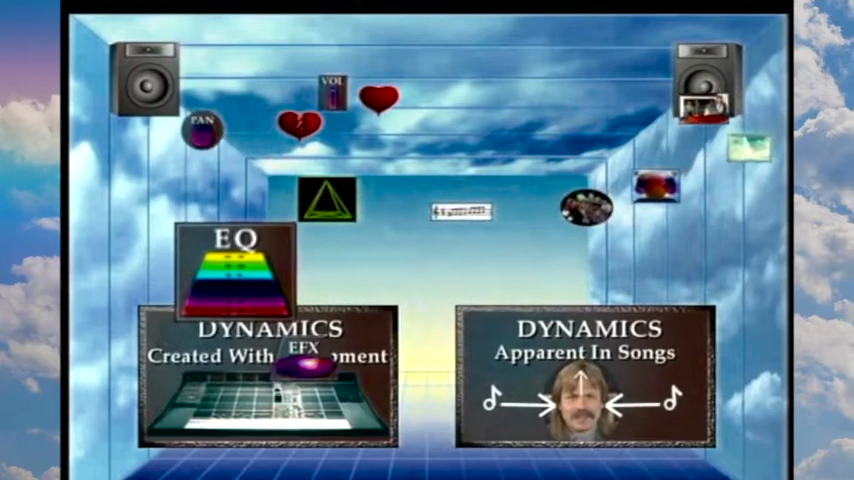 VOL
PAN
EQ
DYNAMICS
Created With
EFX
DYNAMICS
Apparent In Songs